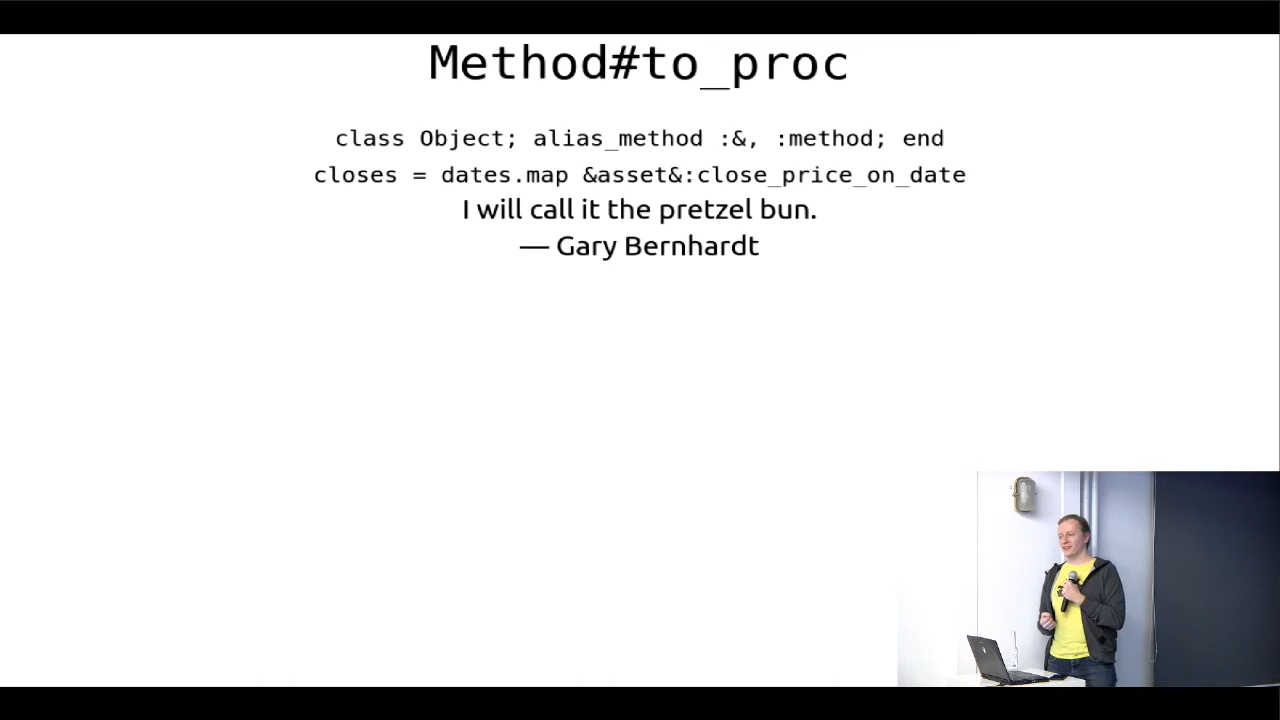 Method#to_proc
class Object; alias_method :&, :method; end
closes = dates.map &asset&:close_price_on_date
I will call it the pretzel bun.
— Gary Bernhardt